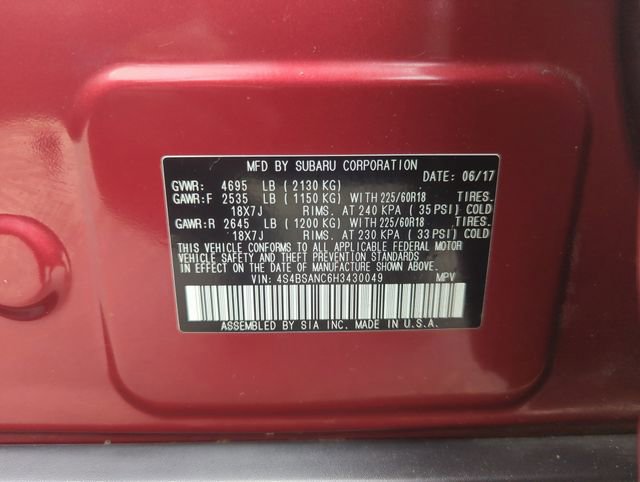 MFD BY SUBARU CORPORATION
DATE: 06/17
GVWR: 4695 LB ( 2130 KG)
GAWR:F 2535 LB ( 1150 KG) WITH 225/60R18 TIRES.
18X7J RIMS. AT 240 KPA ( 35 PSI) COLD
GAWR:R 2645 LB ( 1200 KG) WITH 225/60R18 TIRES.
18X7J RIMS. AT 230 KPA ( 33 PSI) COLD
THIS VEHICLE CONFORMS TO ALL APPLICABLE FEDERAL MOTOR
VEHICLE SAFETY AND THEFT PREVENTION STANDARDS
IN EFFECT ON THE DATE OF MANUFACTURE SHOWN ABOVE.
VIN: 4S4BSANC6H3430049 MPV
ASSEMBLED BY SIA INC. MADE IN U.S.A.